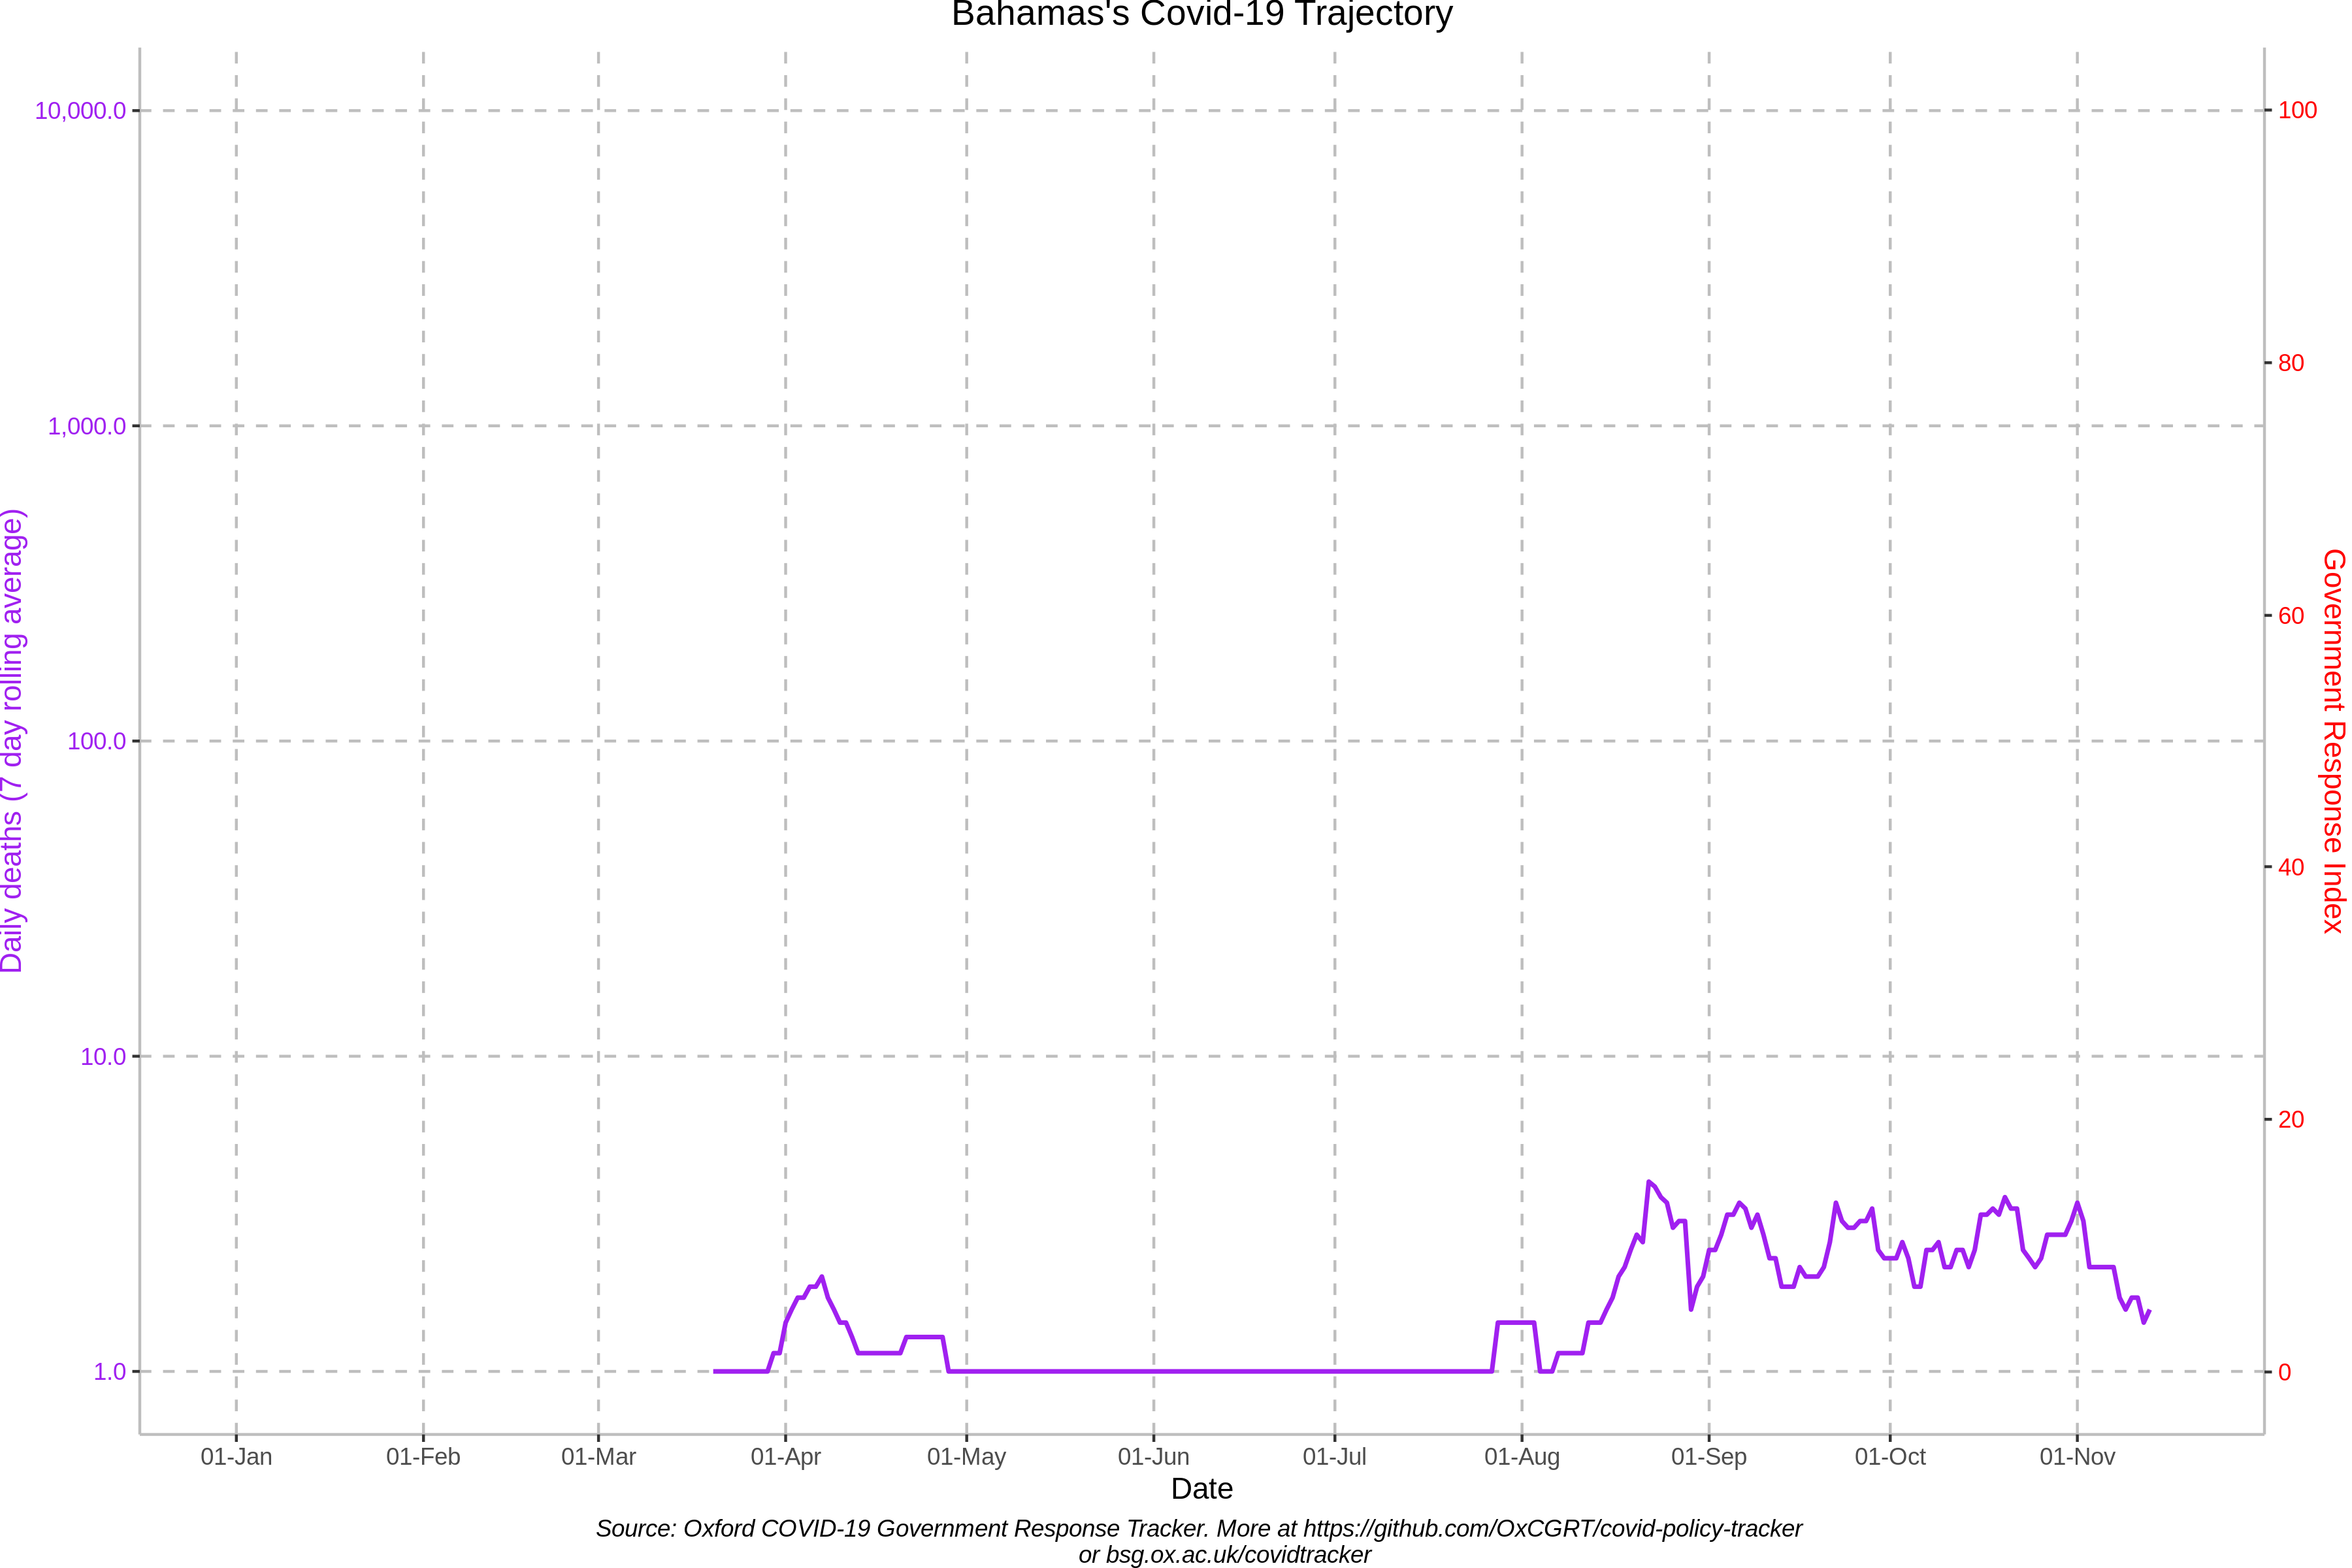 Bahamas's Covid-19 Trajectory
10,000.0
1,000.0
100.0
10.0
1.0
Daily deaths (7 day rolling average)
100
80
60
40
20
0
Government Response Index
01-Jan 01-Feb 01-Mar 01-Apr 01-May 01-Jun 01-Jul 01-Aug 01-Sep 01-Oct 01-Nov
Date
Source: Oxford COVID-19 Government Response Tracker. More at https://github.com/OxCGRT/covid-policy-tracker
or bsg.ox.ac.uk/covidtracker